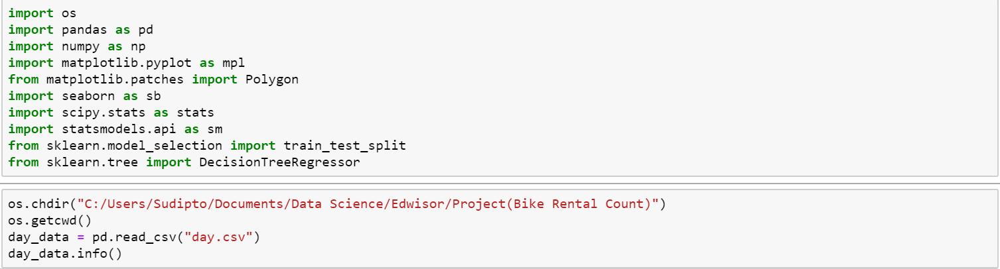 import os
import pandas as pd
import numpy as np
import matplotlib.pyplot as mpl
from matplotlib.patches import Polygon
import seaborn as sb
import scipy.stats as stats
import statsmodels.api as sm
from sklearn.model_selection import train_test_split
from sklearn.tree import DecisionTreeRegressor
os.chdir("C:/Users/Sudipto/Documents/Data Science/Edwisor/Project(Bike Rental Count)")
os.getcwd()
day_data = pd.read_csv("day.csv")
day_data.info()